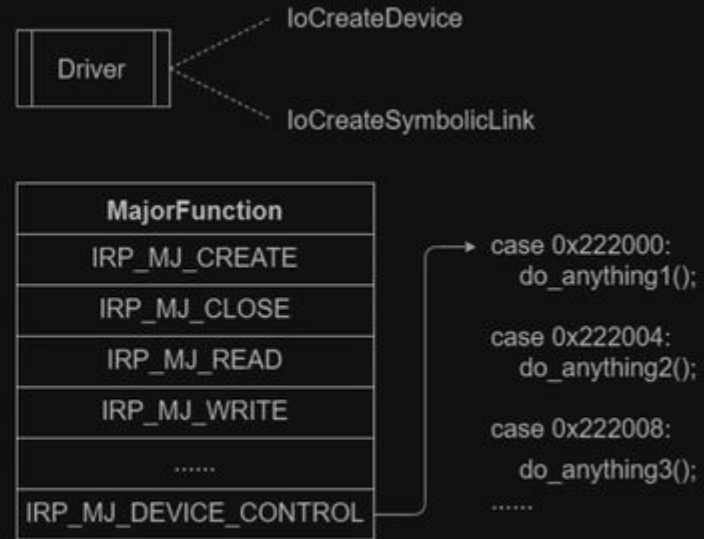 IoCreateDevice
Driver
IoCreateSymbolicLink
MajorFunction
IRP_MJ_CREATE
IRP_MJ_CLOSE
IRP_MJ_READ
IRP_MJ_WRITE
......
IRP_MJ_DEVICE_CONTROL
case 0x222000:
do_anything1();
case 0x222004:
do_anything2();
case 0x222008:
do_anything3();
......